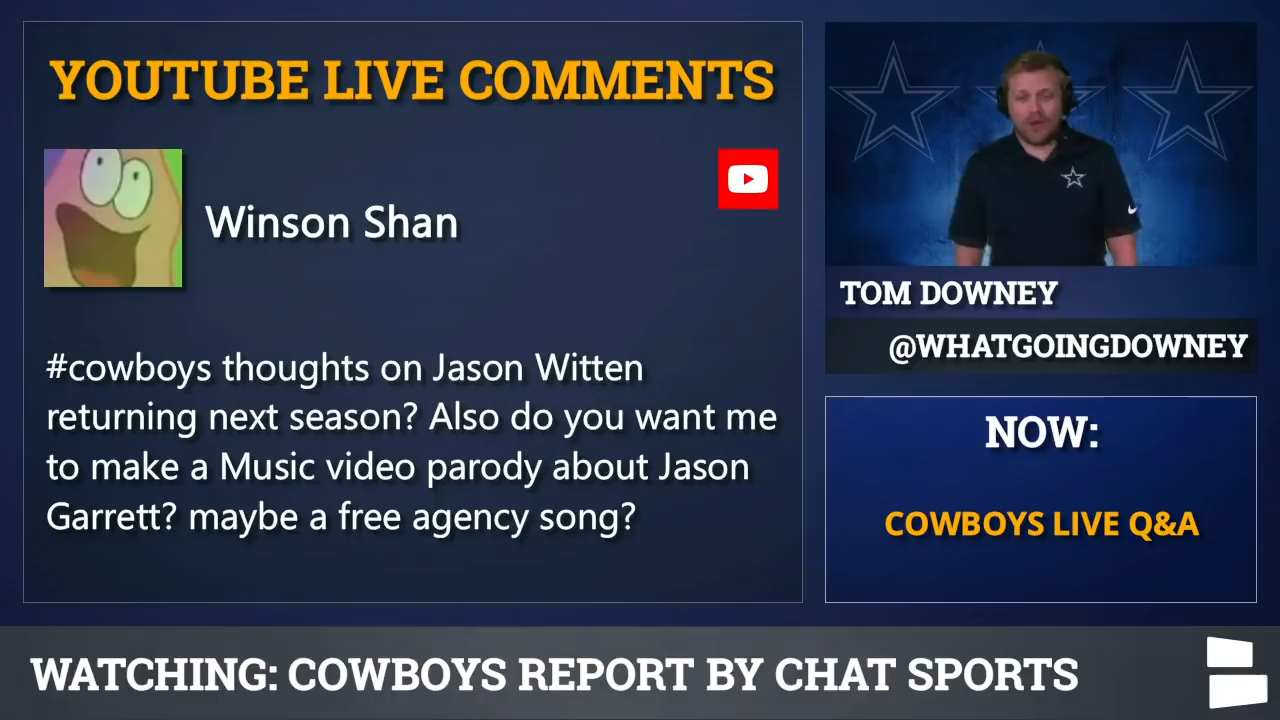 YOUTUBE LIVE COMMENTS
Winson Shan
#cowboys thoughts on Jason Witten
returning next season? Also do you want me
to make a Music video parody about Jason
Garrett? maybe a free agency song?
TOM DOWNEY
@WHATGOINGDOWNEY
NOW:
COWBOYS LIVE Q&A
WATCHING: COWBOYS REPORT BY CHAT SPORTS